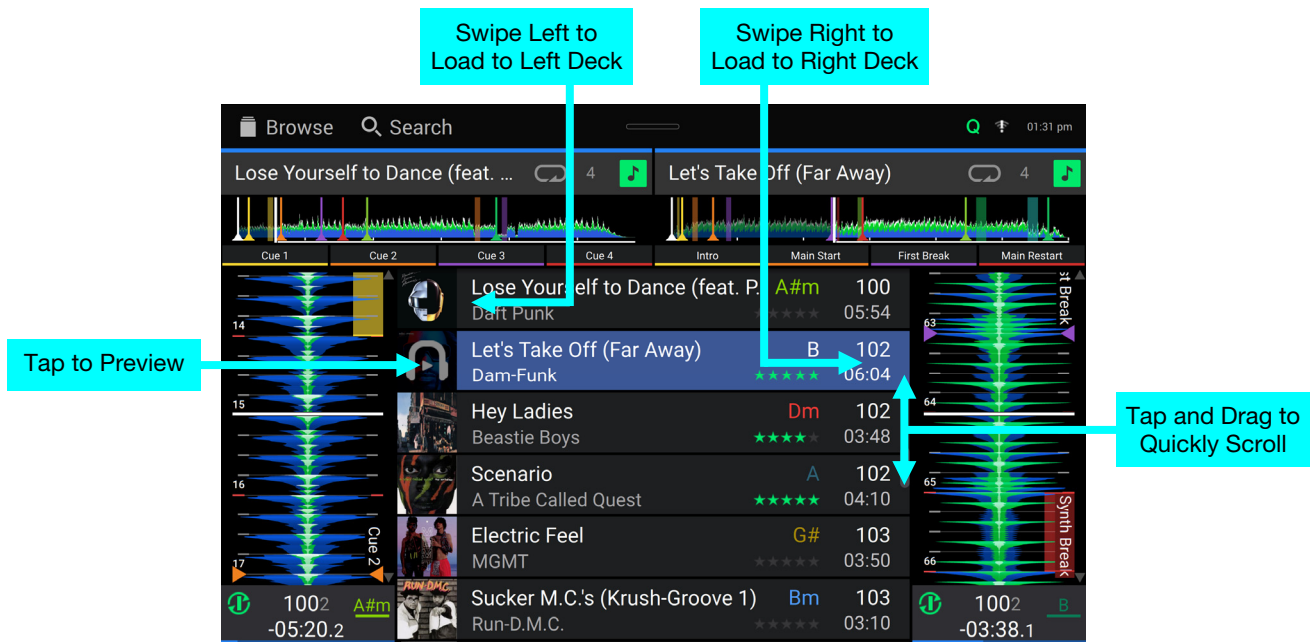 Swipe Left to
Load to Left Deck
Swipe Right to
Load to Right Deck
Browse Search Q 01:31 pm
Lose Yourself to Dance (feat. ... 4
Let's Take Off (Far Away) 4
Cue 1 Cue 2 Cue 3 Cue 4 Intro Main Start First Break Main Restart
Lose Yourself to Dance (feat. P. A#m 100
Daft Punk ★★★★★ 05:54
Let's Take Off (Far Away) B 102
Dam-Funk ★★★★★ 06:04
Hey Ladies Dm 102
Beastie Boys ★★★★★ 03:48
Scenario A 102
A Tribe Called Quest ★★★★★ 04:10
Electric Feel G# 103
MGMT ★★★★★ 03:50
RUN-DMC
Sucker M.C.'s (Krush-Groove 1) Bm 103
Run-D.M.C. ★★★★★ 03:10
14
15
16
17
Cue 2
1002 A#m
-05:20.2
st Break
63
64
65
66
Synth Break
1002 B
-03:38.1
Tap to Preview
Tap and Drag to
Quickly Scroll